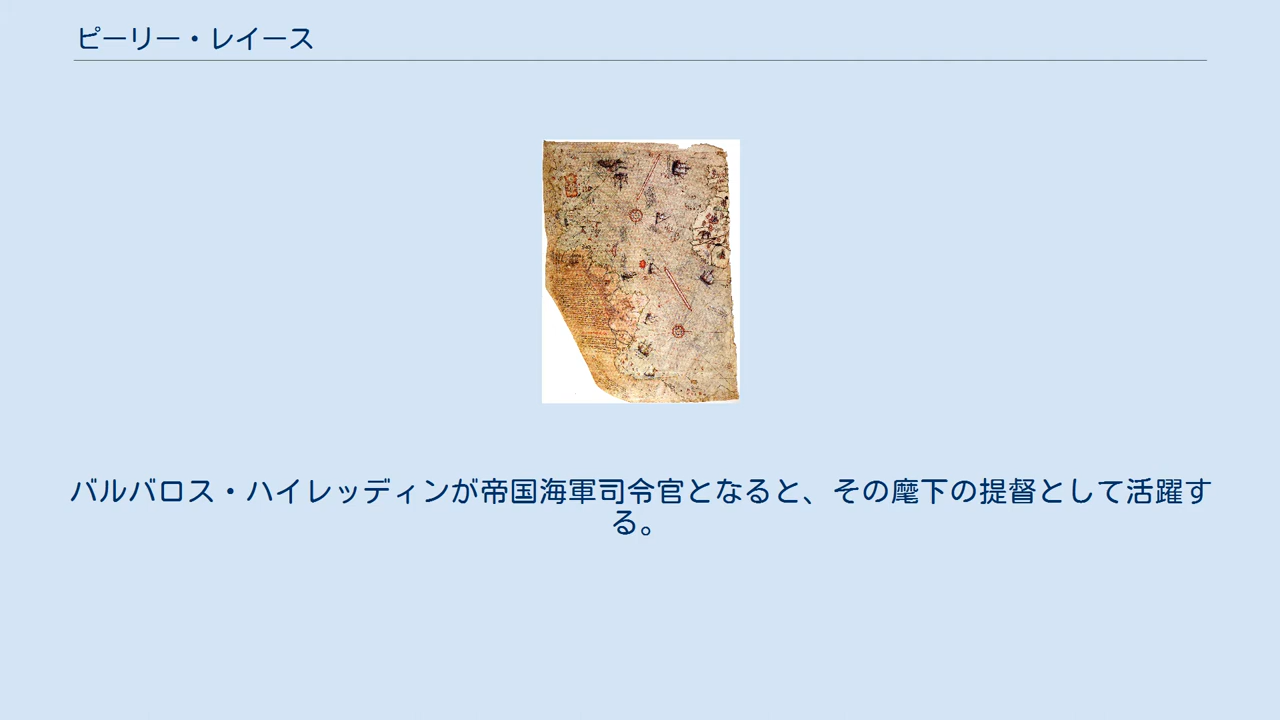 ピーリー・レイース
バルバロス・ハイレッディンが帝国海軍司令官となると、その麾下の提督として活躍す
る。